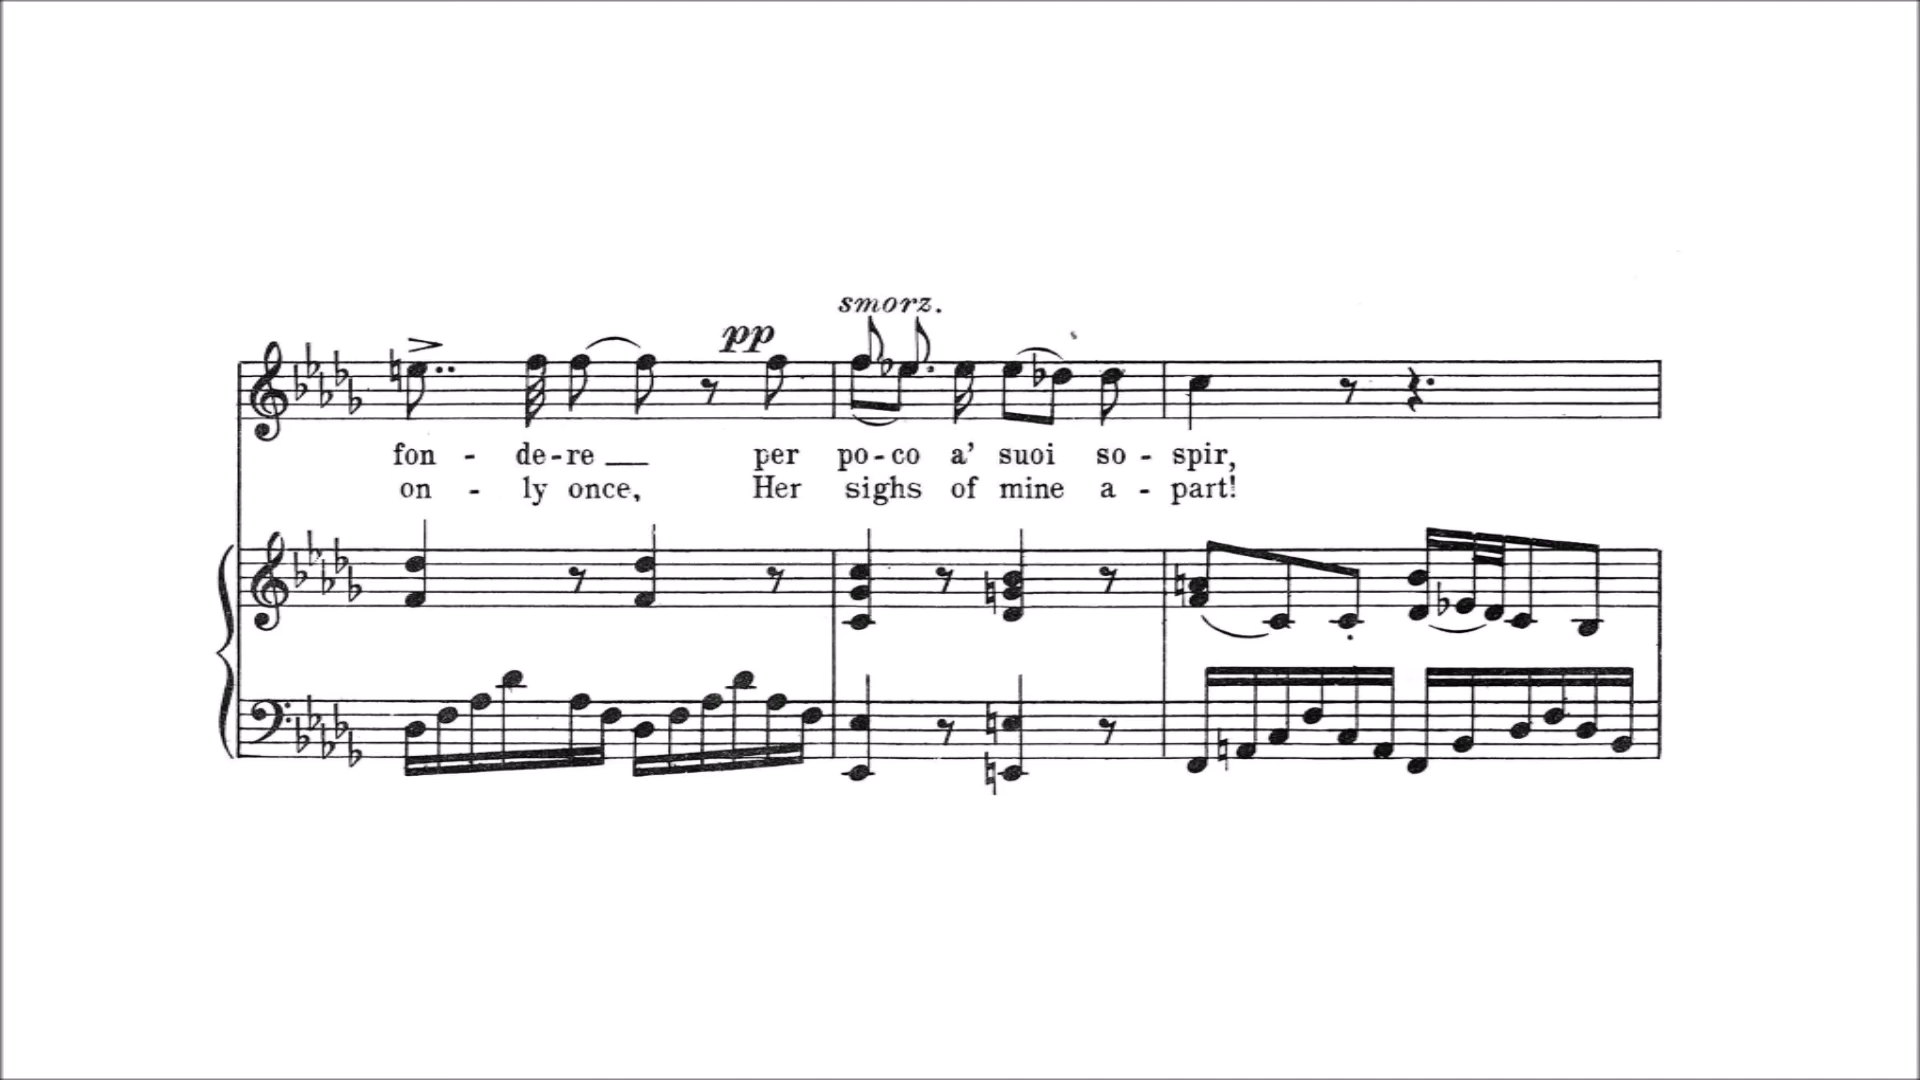 smorz.
pp
fon - de-re per po-co a' suoi so - spir,
on - ly once, Her sighs of mine a - part!